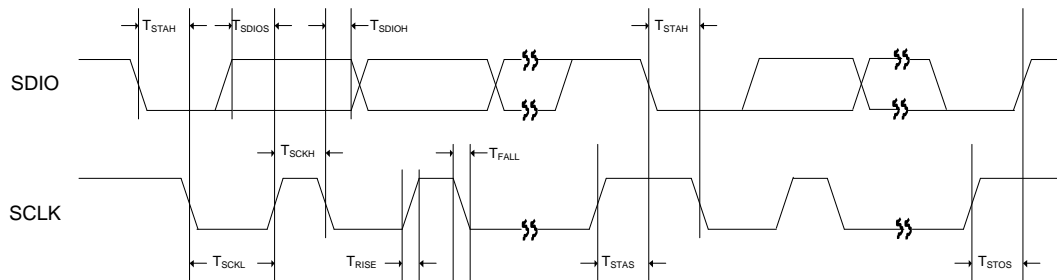 TSTAH TSDIOS TSDIOH TSTAH
SDIO
TSCKH TFALL
SCLK
TSCKL TRISE TSTAS TSTOS